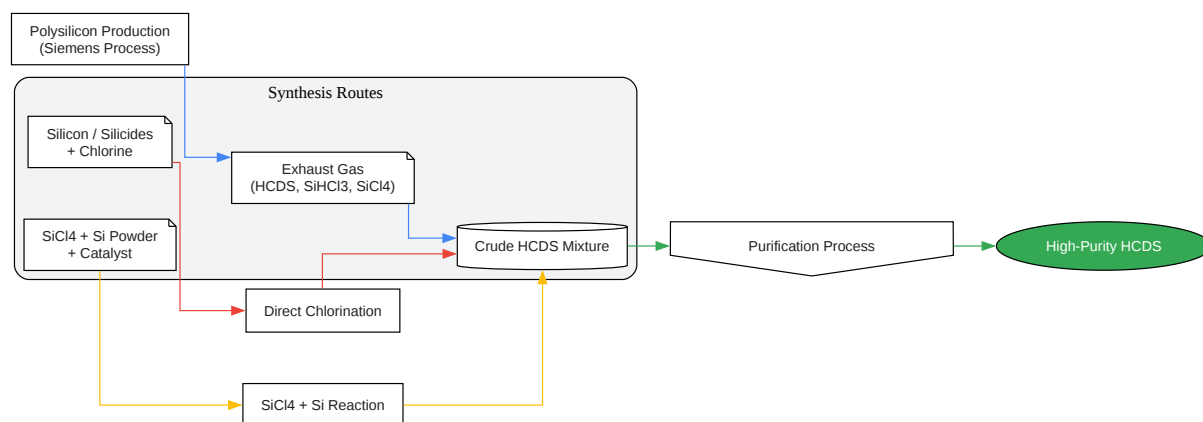 Polysilicon Production
(Siemens Process)
Synthesis Routes
Silicon / Silicides
+ Chlorine
Exhaust Gas
(HCDS, SiHCl3, SiCl4)
SiCl4 + Si Powder
+ Catalyst
Crude HCDS Mixture
Purification Process
High-Purity HCDS
Direct Chlorination
SiCl4 + Si Reaction